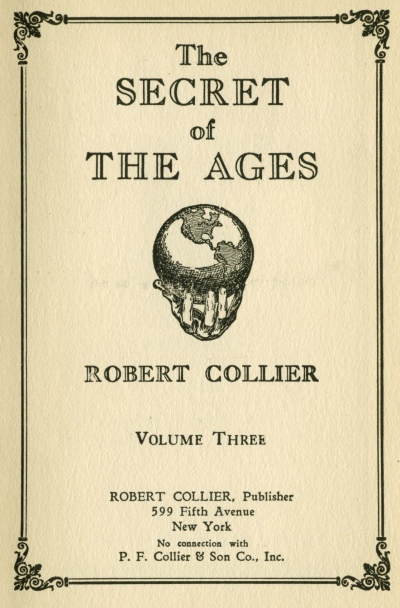 The
SECRET
of
THE AGES
ROBERT COLLIER
VOLUME THREE
ROBERT COLLIER, Publisher
599 Fifth Avenue
New York
No connection with
P. F. Collier & Son Co., Inc.